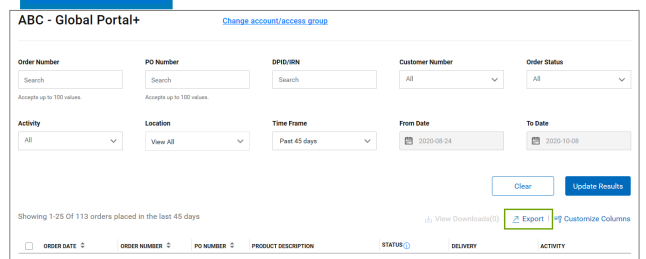 ABC - Global Portal+
Change account/access group
Order Number PO Number DPID/IRN Customer Number Order Status
Search Search Search All All
Accepts up to 100 values. Accepts up to 100 values.
Activity Location Time Frame From Date To Date
All View All Past 45 days 2020-08-24 2020-10-08
Clear Update Results
Showing 1-25 Of 113 orders placed in the last 45 days
View Downloads(0) Export Customize Columns
ORDER DATE ORDER NUMBER PO NUMBER PRODUCT DESCRIPTION STATUS DELIVERY ACTIVITY